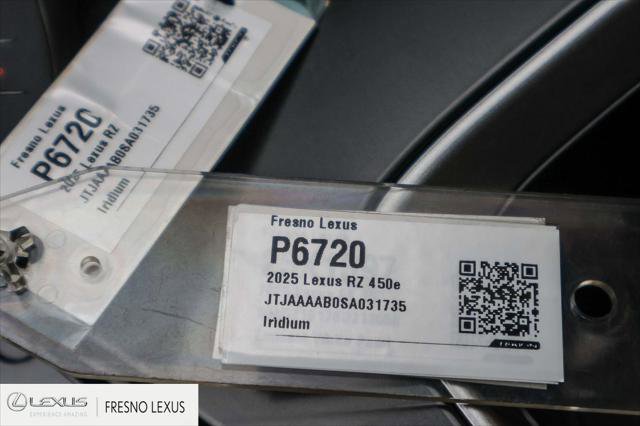 Fresno Lexus
P6720
2025 Lexus RZ
JTJAAAAB0SA031735
Iridium
Fresno Lexus
P6720
2025 Lexus RZ 450e
JTJAAAAB0SA031735
Iridium
LEXUS
EXPERIENCE AMAZING
FRESNO LEXUS